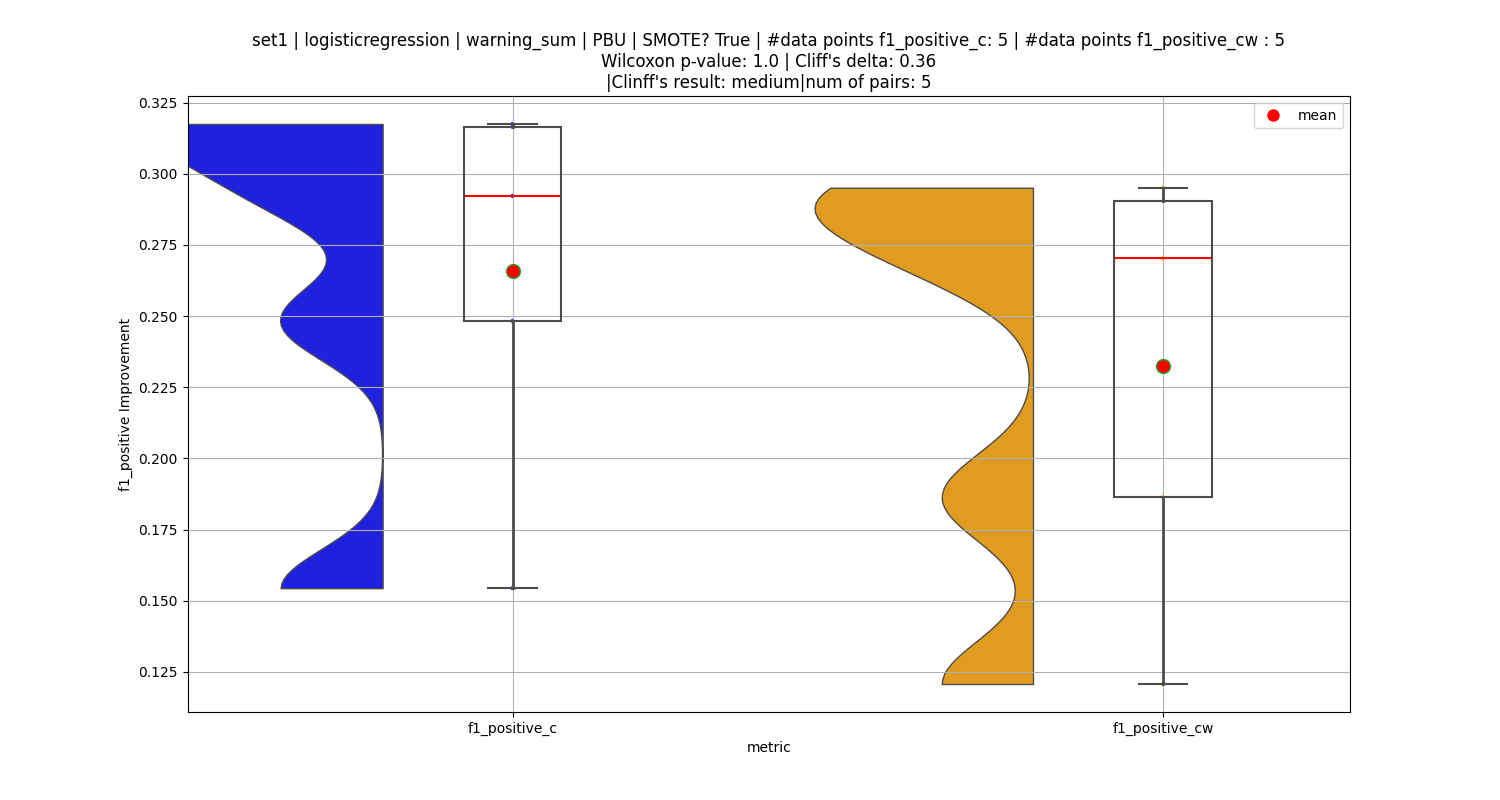 set1 | logisticregression | warning_sum | PBU | SMOTE? True | #data points f1_positive_c: 5 | #data points f1_positive_cw : 5
Wilcoxon p-value: 1.0 | Cliff's delta: 0.36
|Clinff's result: medium|num of pairs: 5
mean
0.325
0.300
0.275
0.250
0.225
0.200
0.175
0.150
0.125
f1_positive Improvement
f1_positive_c
f1_positive_cw
metric